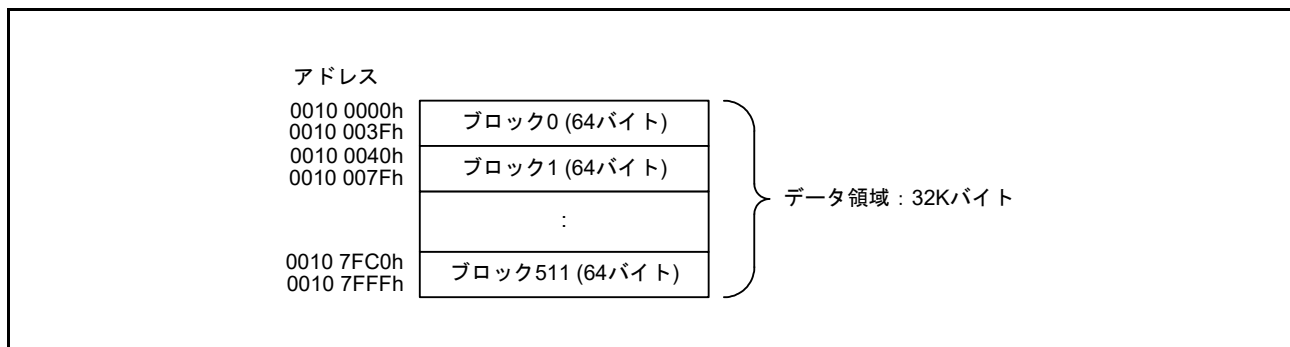 アドレス
0010 0000h
0010 003Fh
ブロック0 (64バイト)
0010 0040h
0010 007Fh
ブロック1 (64バイト)
:
データ領域：32Kバイト
0010 7FC0h
0010 7FFFh
ブロック511 (64バイト)